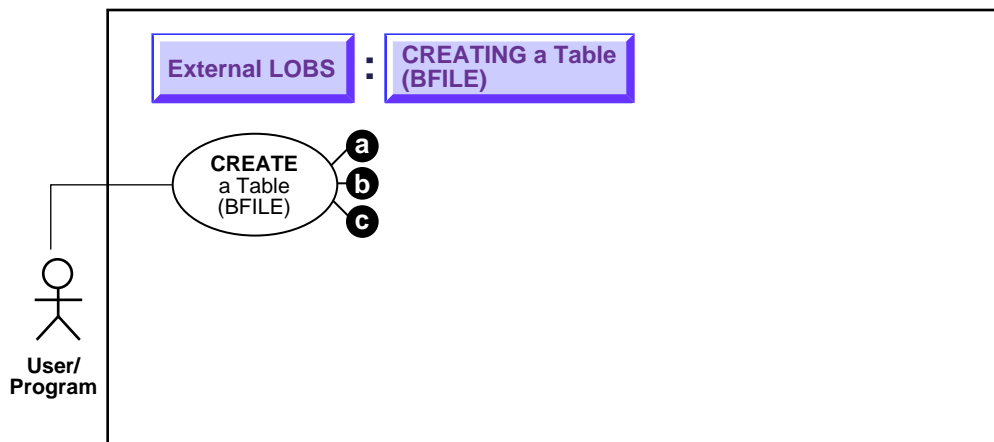 External LOBS : CREATING a Table
(BFILE)
CREATE
a Table
(BFILE)
a
b
c
User/
Program